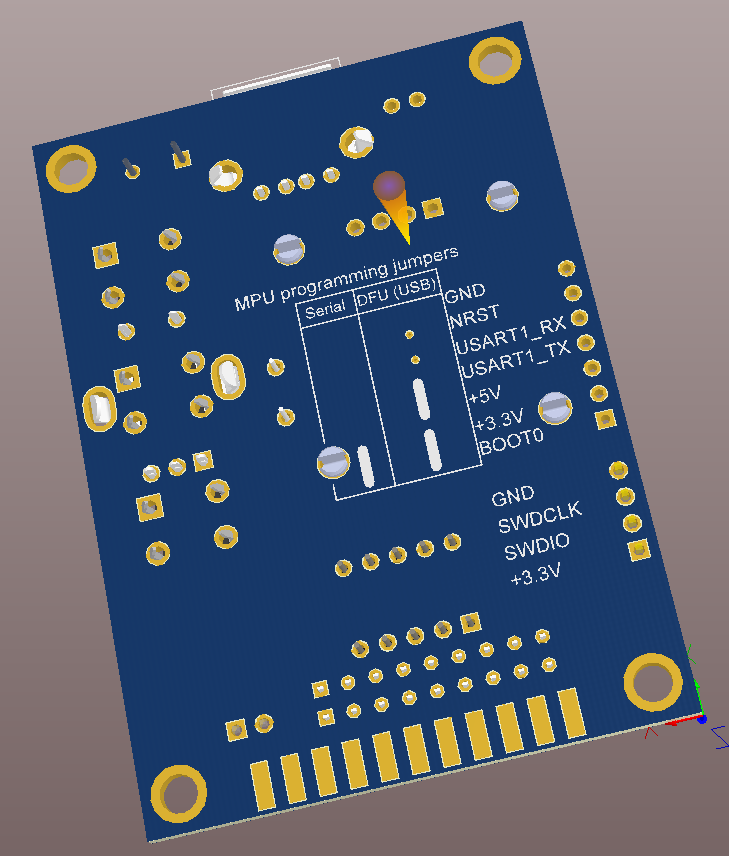 MPU programming jumpers
Serial
DFU (USB)
GND
NRST
USART1_RX
USART1_TX
+5V
+3.3V
BOOT0
GND
SWDCLK
SWDIO
+3.3V